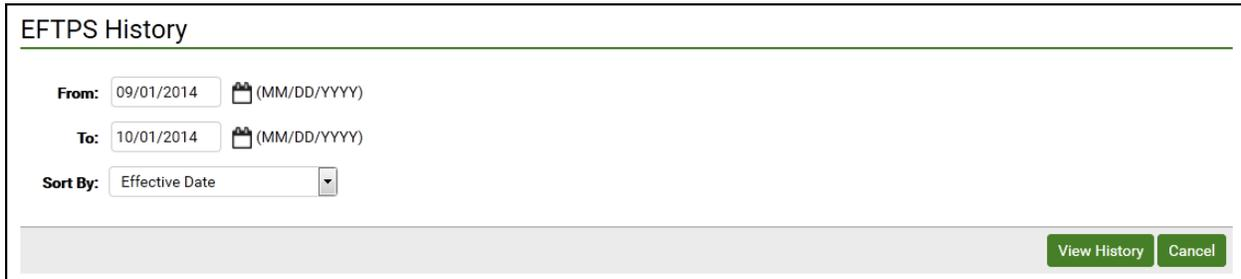 EFTPS History
From: 09/01/2014 (MM/DD/YYYY)
To: 10/01/2014 (MM/DD/YYYY)
Sort By: Effective Date
View History Cancel